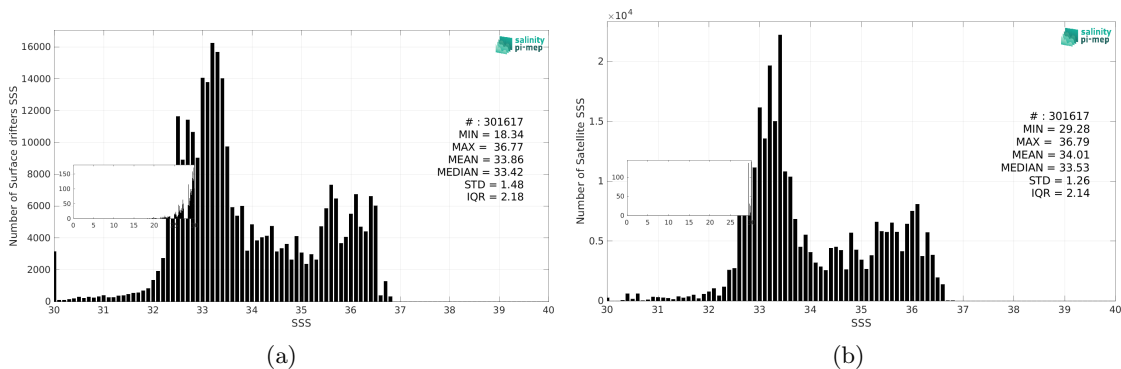 salinity
pi-mep
16000
14000
12000
10000
8000
6000
4000
2000
0
Number of Surface drifters SSS
# : 301617
MIN = 18.34
MAX = 36.77
MEAN = 33.86
MEDIAN = 33.42
STD = 1.48
IQR = 2.18
150
100
50
0
0 5 10 15 20 25
30 31 32 33 34 35 36 37 38 39 40
SSS
(a)
×10⁴
salinity
pi-mep
2
1.5
1
0.5
0
Number of Satellite SSS
# : 301617
MIN = 29.28
MAX = 36.79
MEAN = 34.01
MEDIAN = 33.53
STD = 1.26
IQR = 2.14
100
50
0
0 5 10 15 20 25
30 31 32 33 34 35 36 37 38 39 40
SSS
(b)